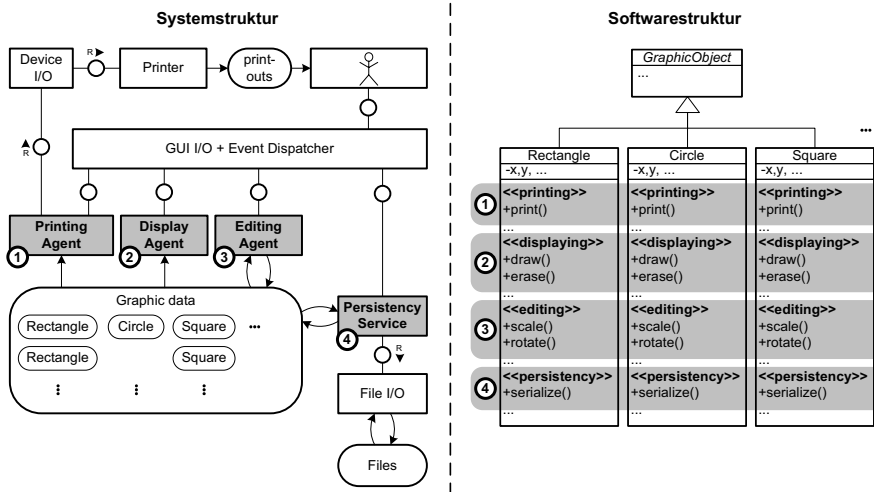 Systemstruktur
Device
I/O
R
Printer
print-
outs
R
GUI I/O + Event Dispatcher
Printing
Agent
1
Display
Agent
2
Editing
Agent
3
Graphic data
Rectangle
Circle
Square
...
Rectangle
Square
Persistency
Service
4
R
File I/O
Files
Softwarestruktur
GraphicObject
...
...
Rectangle
-x,y, ...
<<printing>>
+print()
...
<<displaying>>
+draw()
+erase()
...
<<editing>>
+scale()
+rotate()
...
<<persistency>>
+serialize()
...
Circle
-x,y, ...
<<printing>>
+print()
...
<<displaying>>
+draw()
+erase()
...
<<editing>>
+scale()
+rotate()
...
<<persistency>>
+serialize()
...
Square
-x,y, ...
<<printing>>
+print()
...
<<displaying>>
+draw()
+erase()
...
<<editing>>
+scale()
+rotate()
...
<<persistency>>
+serialize()
...
1
2
3
4